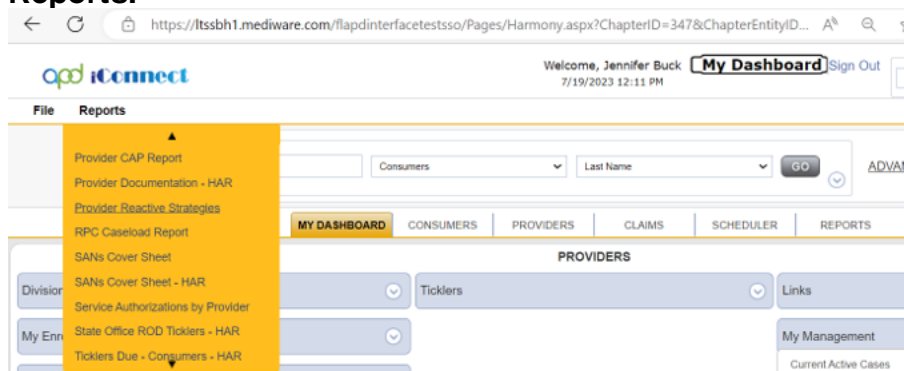 Reports.
https://ltssbh1.mediware.com/flapdinterfacetestsso/Pages/Harmony.aspx?ChapterID=347&ChapterEntityID...
apd iConnect
Welcome, Jennifer Buck My Dashboard Sign Out
7/19/2023 12:11 PM
File Reports
Provider CAP Report
Consumers Last Name GO ADVAN
Provider Documentation - HAR
Provider Reactive Strategies
RPC Caseload Report
MY DASHBOARD CONSUMERS PROVIDERS CLAIMS SCHEDULER REPORTS
SANs Cover Sheet
PROVIDERS
SANs Cover Sheet - HAR
Division Ticklers Links
Service Authorizations by Provider
State Office ROD Ticklers - HAR
My Enro My Management
Ticklers Due - Consumers - HAR
Current Active Cases